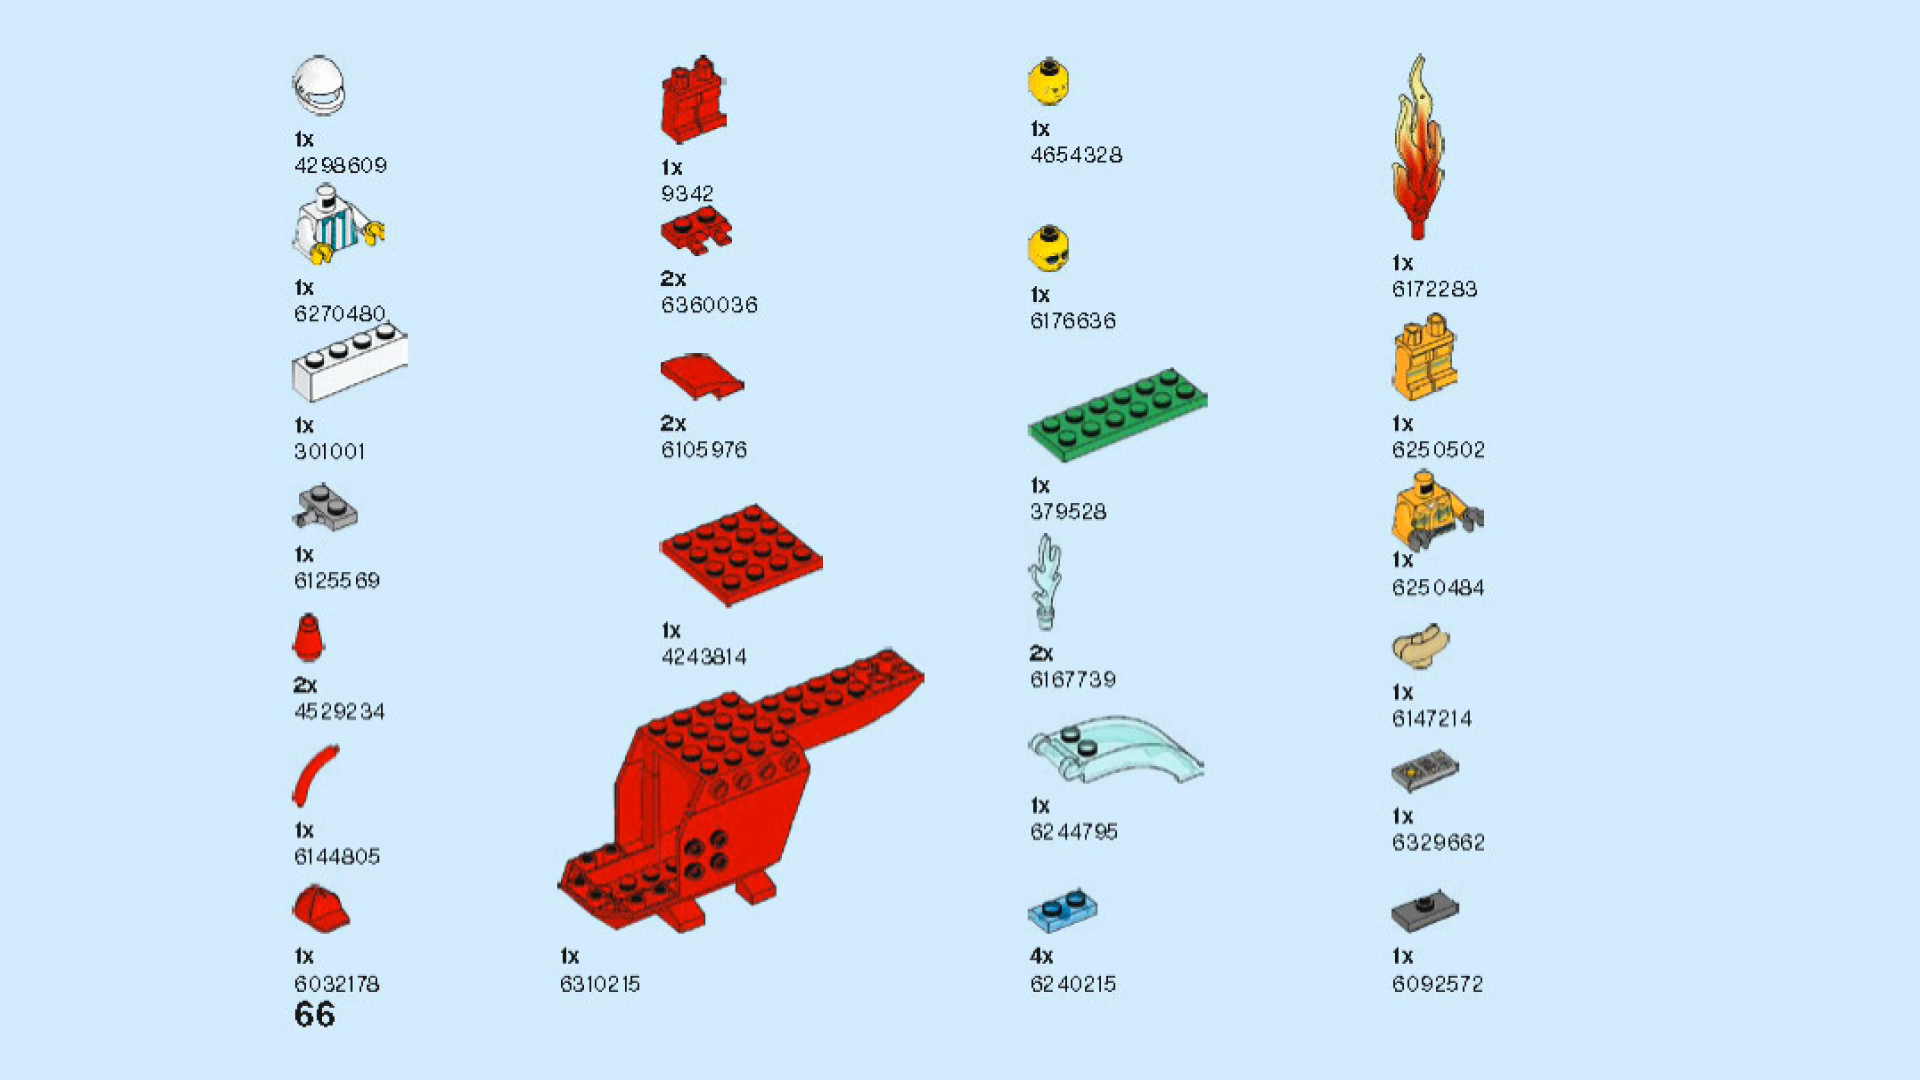 1x
4298609
1x
6270480
1x
301001
1x
6125569
2x
4529234
1x
6144805
1x
6032178
66
1x
9342
2x
6360036
2x
6105976
1x
4243814
1x
6310215
1x
4654328
1x
6176636
1x
379528
2x
6167739
1x
6244795
4x
6240215
1x
6172283
1x
6250502
1x
6250484
1x
6147214
1x
6329662
1x
6092572